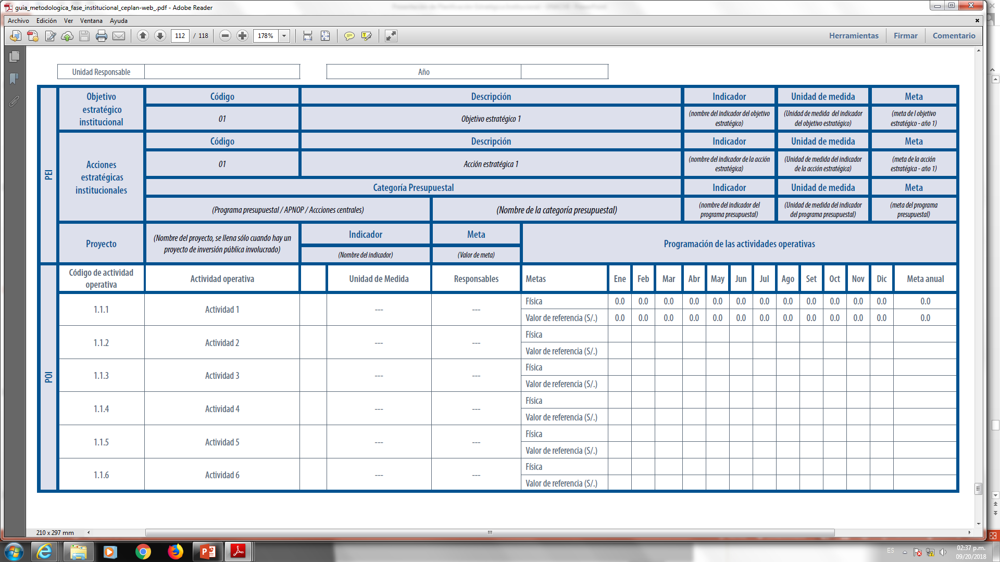 guia_metodologica_fase_institucional_ceplan-web_.pdf - Adobe Reader
Archivo Edición Ver Ventana Ayuda
112 / 118 178% Herramientas Firmar Comentario
Unidad Responsable Año
PEI
Objetivo estratégico institucional Código Descripción Indicador Unidad de medida Meta
01 Objetivo estratégico 1 (nombre del indicador del objetivo estratégico) (Unidad de medida del indicador del objetivo estratégico) (meta de l objetivo estratégico - año 1)
Acciones estratégicas institucionales Código Descripción Indicador Unidad de medida Meta
01 Acción estratégica 1 (nombre del indicador de la acción estratégica) (Unidad de medida del indicador de la acción estratégica) (meta de la acción estratégica - año 1)
Categoría Presupuestal Indicador Unidad de medida Meta
(Programa presupuestal / APNOP / Accciones centrales) (Nombre de la categoría presupuestal) (nombre del indicador del programa presupuestal) (Unidad de medida del indicador del programa presupuestal) (meta del programa presupuestal)
Proyecto (Nombre del proyecto, se llena sólo cuando hay un proyecto de inversión pública involucrado) Indicador Meta Programación de las actividades operativas
(Nombre del indicador) (Valor de meta)
POI
Código de actividad operativa Actividad operativa Unidad de Medida Responsables Metas Ene Feb Mar Abr May Jun Jul Ago Set Oct Nov Dic Meta anual
1.1.1 Actividad 1 --- --- Física 0.0 0.0 0.0 0.0 0.0 0.0 0.0 0.0 0.0 0.0 0.0 0.0 0.0
Valor de referencia (S/.) 0.0 0.0 0.0 0.0 0.0 0.0 0.0 0.0 0.0 0.0 0.0 0.0 0.0
1.1.2 Actividad 2 --- --- Física
Valor de referencia (S/.)
1.1.3 Actividad 3 --- --- Física
Valor de referencia (S/.)
1.1.4 Actividad 4 --- --- Física
Valor de referencia (S/.)
1.1.5 Actividad 5 --- --- Física
Valor de referencia (S/.)
1.1.6 Actividad 6 --- --- Física
Valor de referencia (S/.)
210 x 297 mm
ES 02:37 p.m.
09/20/2018